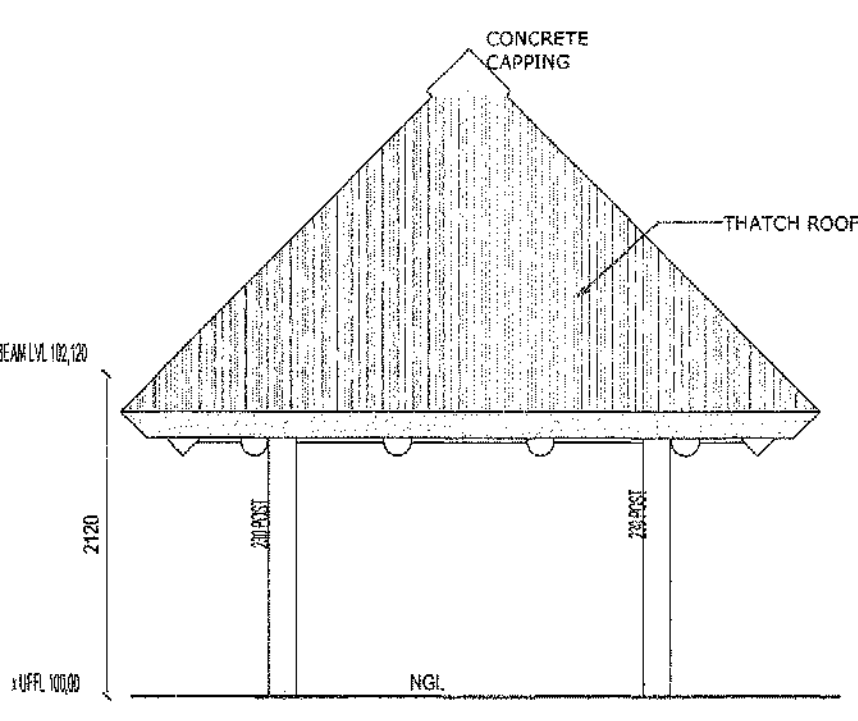 CONCRETE
CAPPING
THATCH ROOF
BEAM LVL 102,120
2120
230 POST
230 POST
UFFL 100,00
NGL